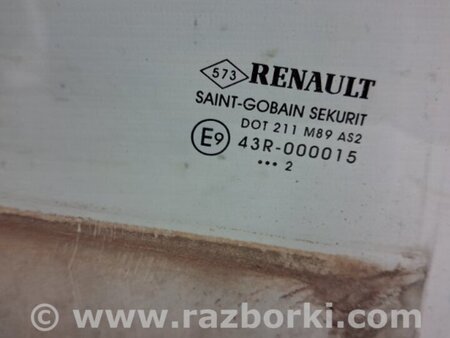 573 RENAULT
SAINT-GOBAIN SEKURIT
DOT 211 M89 AS2
E9 43R-000015
••• 2
© www.razborki.com